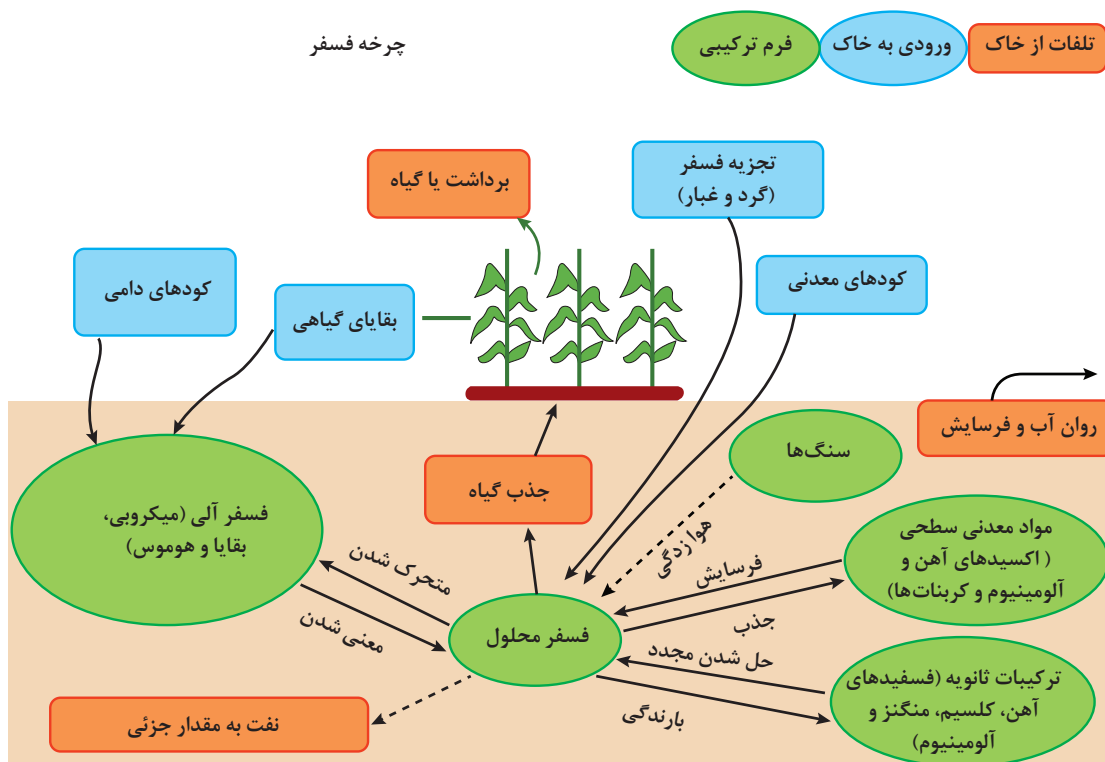 چرخه فسفر
تلفات از خاک
ورودی به خاک
فرم ترکیبی
تجزیه فسفر
(گرد و غبار)
برداشت یا گیاه
کودهای معدنی
کودهای دامی
بقایای گیاهی
روان آب و فرسایش
سنگ‌ها
جذب گیاه
فسفر آلی (میکروبی،
بقایا و هوموس)
هوازدگی
مواد معدنی سطحی
( اکسیدهای آهن و
آلومینیوم و کربنات‌ها)
فرسایش
جذب
متحرک شدن
معنی شدن
فسفر محلول
حل شدن مجدد
بارندگی
ترکیبات ثانویه (فسفیدهای
آهن، کلسیم، منگنز و
آلومینیوم)
نفت به مقدار جزئی